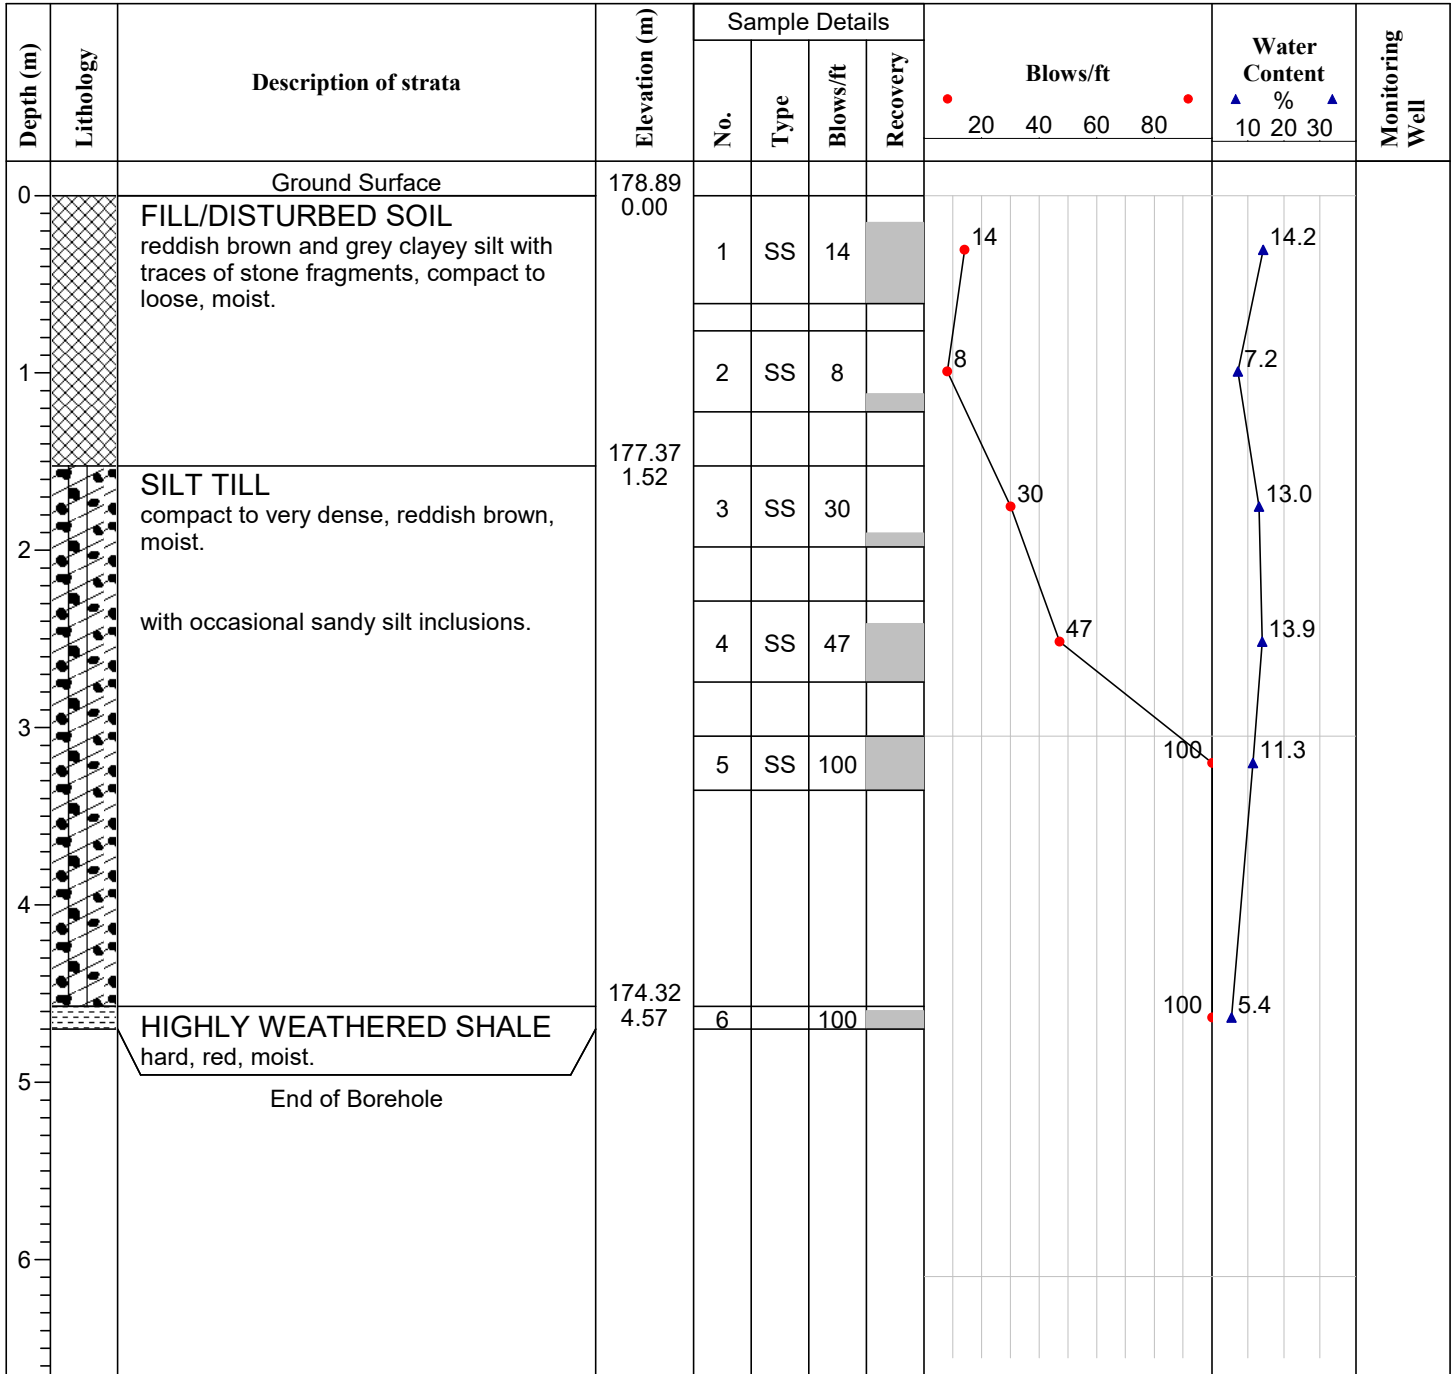 Depth (m)
Lithology
Description of strata
Elevation (m)
Sample Details
No.
Type
Blows/ft
Recovery
Blows/ft
20 40 60 80
Water
Content
%
10 20 30
Monitoring
Well
Ground Surface
178.89
0.00
0
FILL/DISTURBED SOIL
reddish brown and grey clayey silt with
traces of stone fragments, compact to
loose, moist.
1 SS 14
14
14.2
1
2 SS 8
8
7.2
177.37
1.52
SILT TILL
compact to very dense, reddish brown,
moist.
3 SS 30
30
13.0
2
with occasional sandy silt inclusions.
4 SS 47
47
13.9
3
5 SS 100
100
11.3
4
174.32
4.57
HIGHLY WEATHERED SHALE
hard, red, moist.
6 100
100
5.4
5
End of Borehole
6